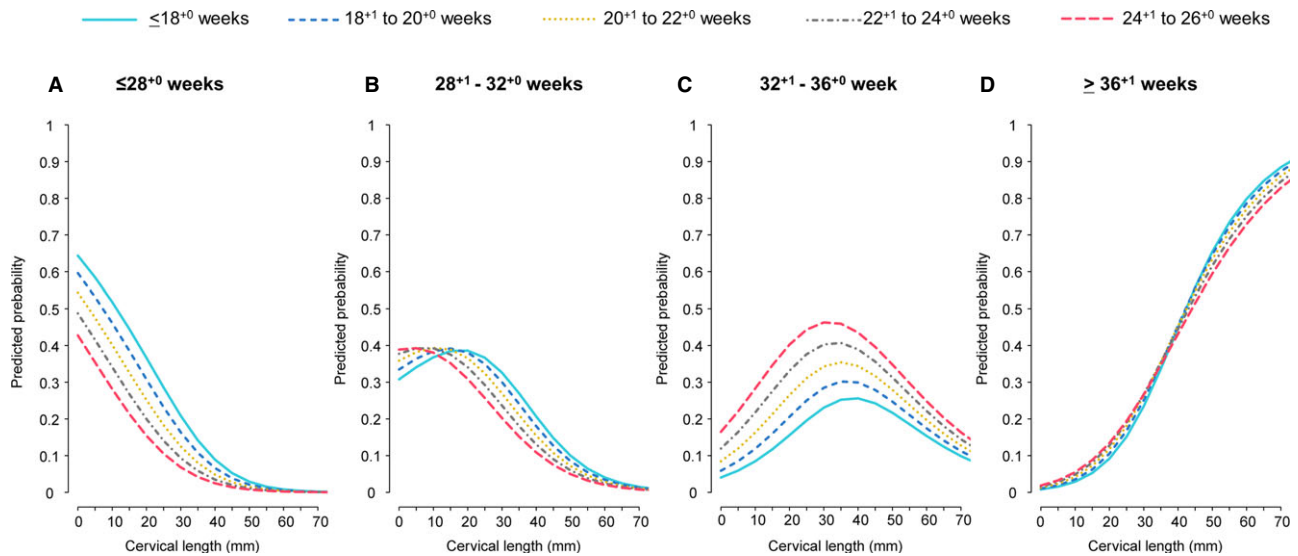 ≤18⁺⁰ weeks 18⁺¹ to 20⁺⁰ weeks 20⁺¹ to 22⁺⁰ weeks 22⁺¹ to 24⁺⁰ weeks 24⁺¹ to 26⁺⁰ weeks
A ≤28⁺⁰ weeks
1
0.9
0.8
0.7
0.6
0.5
0.4
0.3
0.2
0.1
0
Predicted prebability
0 10 20 30 40 50 60 70
Cervical length (mm)
B 28⁺¹ - 32⁺⁰ weeks
1
0.9
0.8
0.7
0.6
0.5
0.4
0.3
0.2
0.1
0
Predicted prebability
0 10 20 30 40 50 60 70
Cervical length (mm)
C 32⁺¹ - 36⁺⁰ week
1
0.9
0.8
0.7
0.6
0.5
0.4
0.3
0.2
0.1
0
Predicted prebability
0 10 20 30 40 50 60 70
Cervical length (mm)
D ≥ 36⁺¹ weeks
1
0.9
0.8
0.7
0.6
0.5
0.4
0.3
0.2
0.1
0
Predicted prebability
0 10 20 30 40 50 60 70
Cervical length (mm)